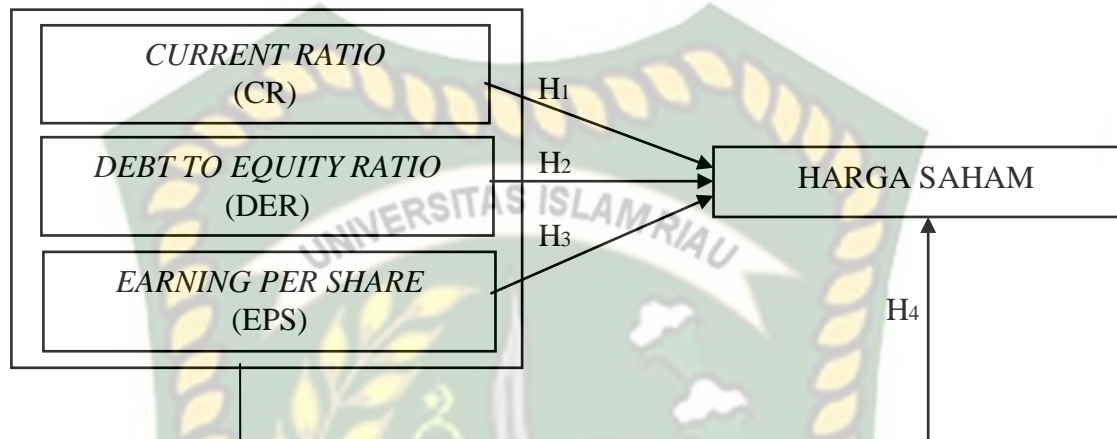 CURRENT RATIO
(CR)
H1
DEBT TO EQUITY RATIO
(DER)
H2
HARGA SAHAM
UNIVERSITAS ISLAM RIAU
H3
EARNING PER SHARE
(EPS)
H4